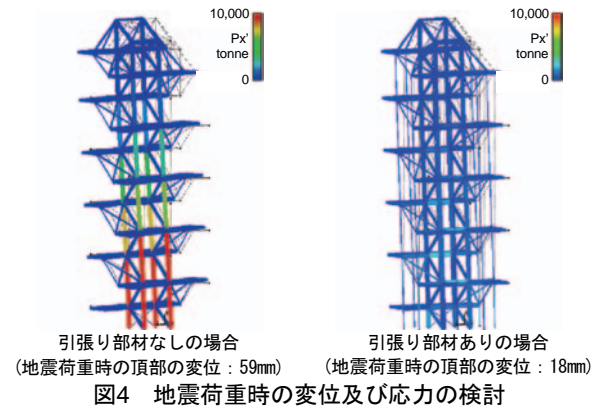 10,000
Px'
tonne
0
10,000
Px'
tonne
0
引張り部材なしの場合
(地震荷重時の頂部の変位：59mm)
引張り部材ありの場合
(地震荷重時の頂部の変位：18mm)
図4　地震荷重時の変位及び応力の検討